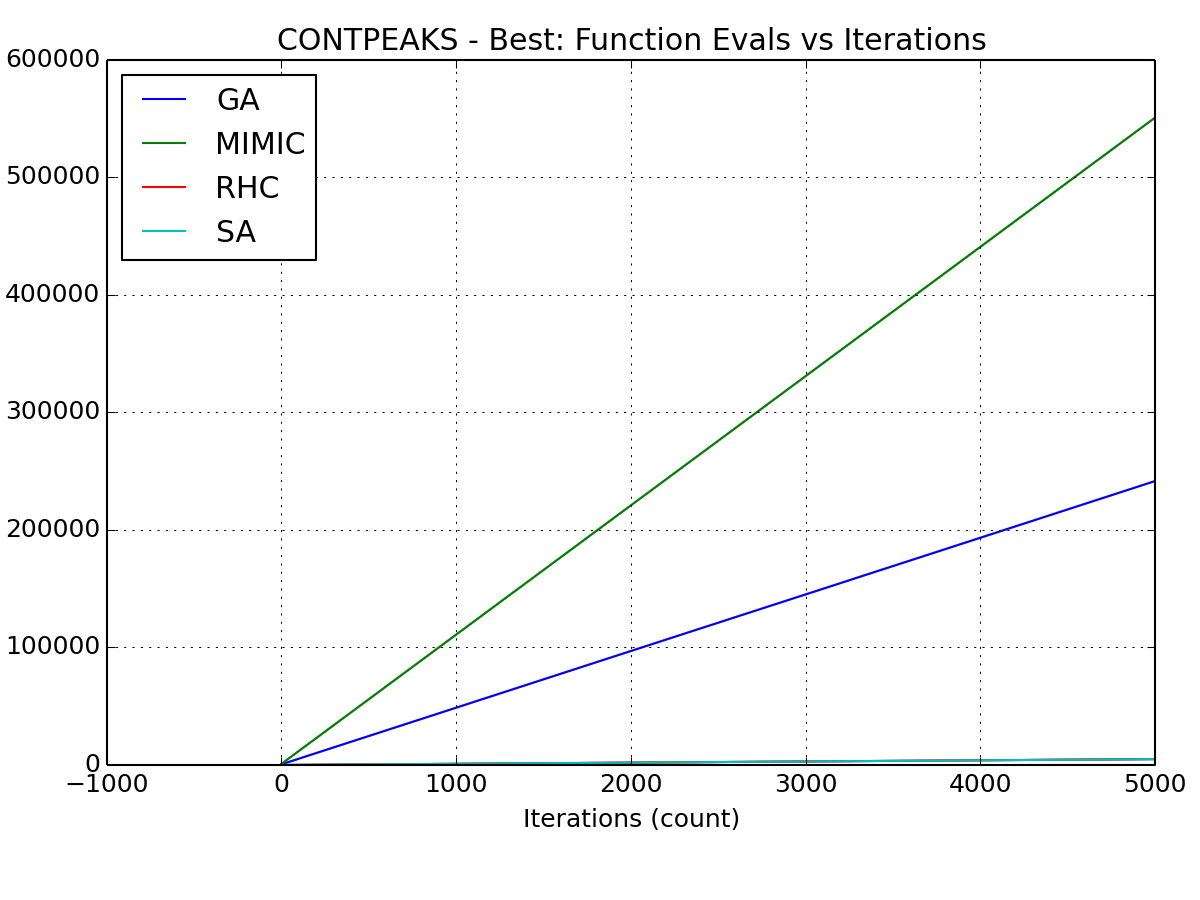 CONTPEAKS - Best: Function Evals vs Iterations
600000
500000
400000
300000
200000
100000
0
GA
MIMIC
RHC
SA
−1000 0 1000 2000 3000 4000 5000
Iterations (count)